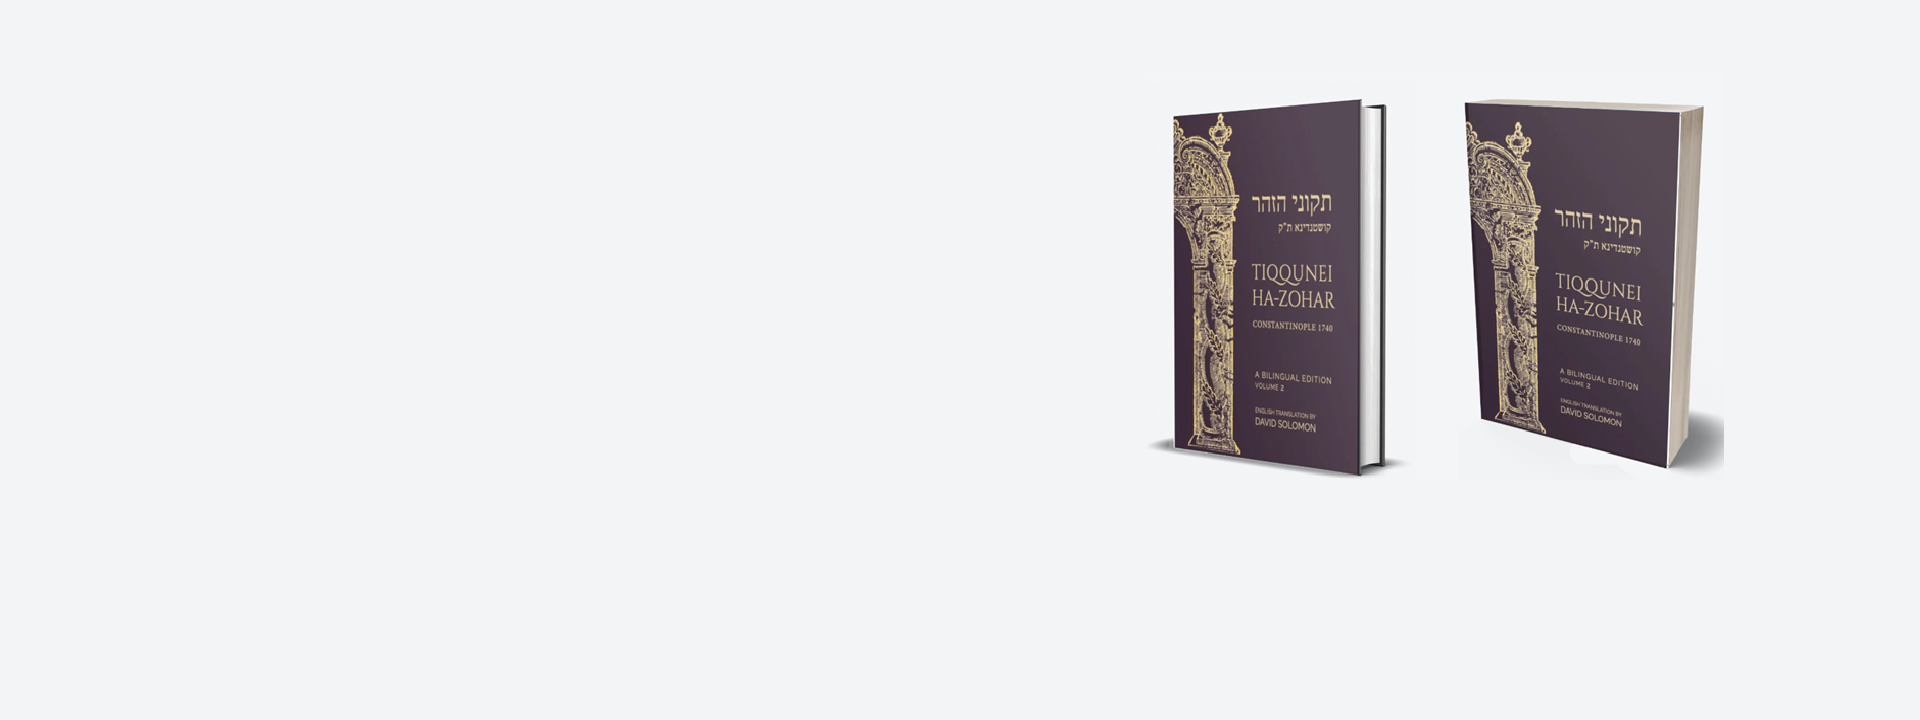 תקוני הזהר
קושטנדינא ת"ק
TIQQUNEI
HA-ZOHAR
CONSTANTINOPLE 1740
A BILINGUAL EDITION
VOLUME 2
ENGLISH TRANSLATION BY
DAVID SOLOMON
תקוני הזהר
קושטנדינא ת"ק
TIQQUNEI
HA-ZOHAR
CONSTANTINOPLE 1740
A BILINGUAL EDITION
VOLUME 2
ENGLISH TRANSLATION BY
DAVID SOLOMON